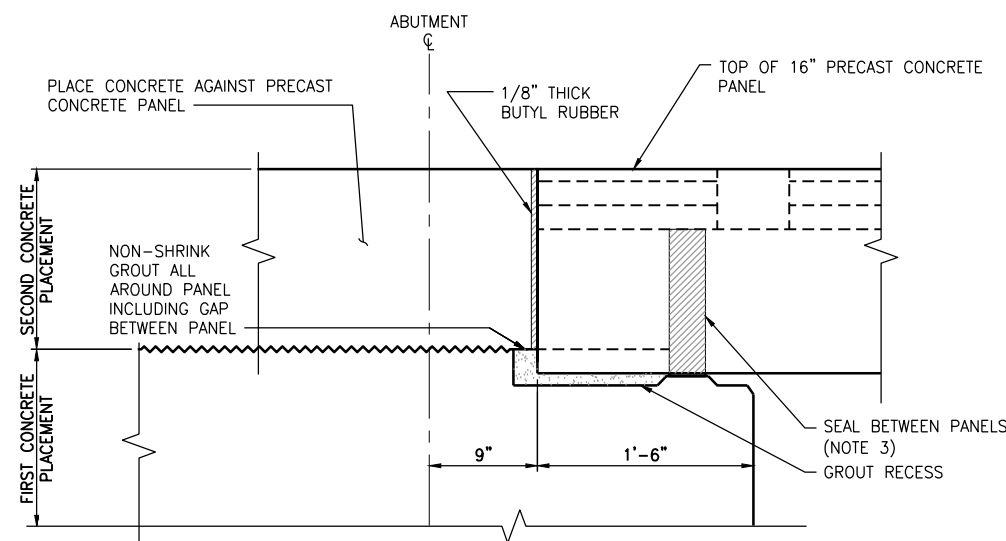 ABUTMENT
℄
PLACE CONCRETE AGAINST PRECAST
CONCRETE PANEL
1/8" THICK
BUTYL RUBBER
TOP OF 16" PRECAST CONCRETE
PANEL
SECOND CONCRETE
PLACEMENT
NON-SHRINK
GROUT ALL
AROUND PANEL
INCLUDING GAP
BETWEEN PANEL
FIRST CONCRETE
PLACEMENT
9"
1'-6"
SEAL BETWEEN PANELS
(NOTE 3)
GROUT RECESS